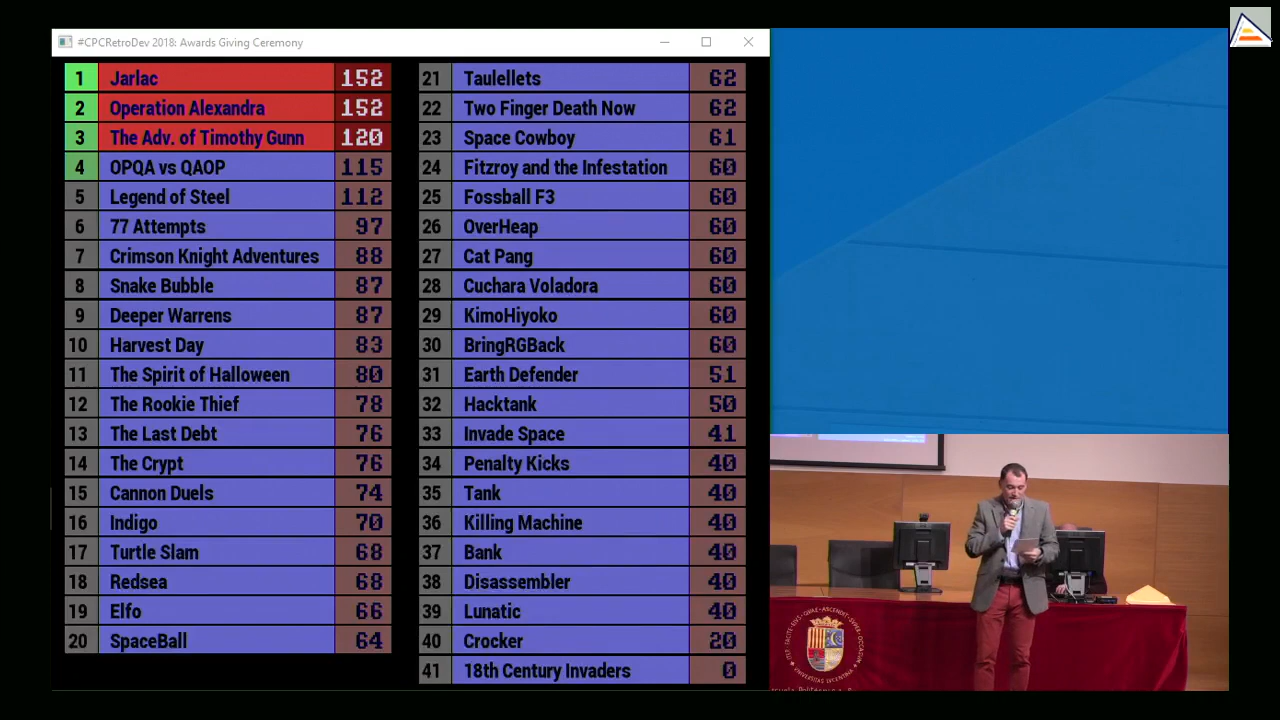 #CPCRetroDev 2018: Awards Giving Ceremony
1 Jarlac 152
2 Operation Alexandra 152
3 The Adv. of Timothy Gunn 120
4 OPQA vs QAOP 115
5 Legend of Steel 112
6 77 Attempts 97
7 Crimson Knight Adventures 88
8 Snake Bubble 87
9 Deeper Warrens 87
10 Harvest Day 83
11 The Spirit of Halloween 80
12 The Rookie Thief 78
13 The Last Debt 76
14 The Crypt 76
15 Cannon Duels 74
16 Indigo 70
17 Turtle Slam 68
18 Redsea 68
19 Elfo 66
20 SpaceBall 64
21 Taulellets 62
22 Two Finger Death Now 62
23 Space Cowboy 61
24 Fitzroy and the Infestation 60
25 Fossball F3 60
26 OverHeap 60
27 Cat Pang 60
28 Cuchara Voladora 60
29 KimoHiyoko 60
30 BringRGBack 60
31 Earth Defender 51
32 Hacktank 50
33 Invade Space 41
34 Penalty Kicks 40
35 Tank 40
36 Killing Machine 40
37 Bank 40
38 Disassembler 40
39 Lunatic 40
40 Crocker 20
41 18th Century Invaders 0
UNIVERSITAS LUCENTINA